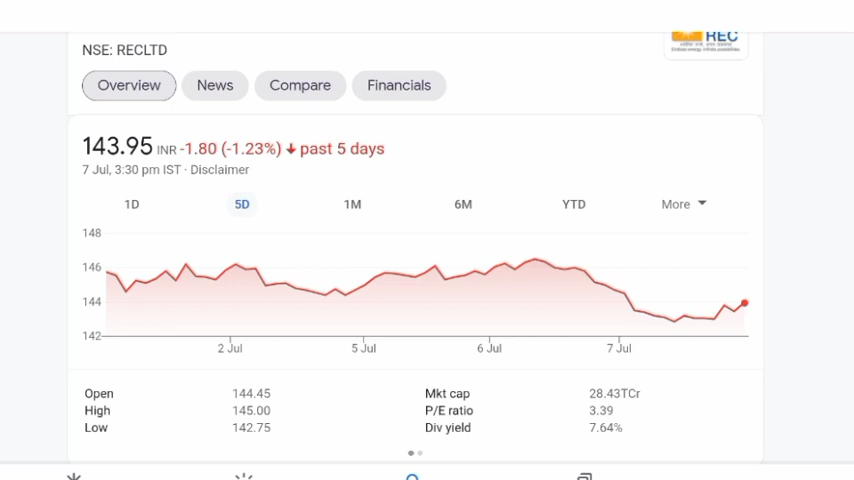 REC
NSE: RECLTD
Overview News Compare Financials
143.95 INR -1.80 (-1.23%) past 5 days
7 Jul, 3:30 pm IST · Disclaimer
1D 5D 1M 6M YTD More
148
146
144
142
2 Jul 5 Jul 6 Jul 7 Jul
Open 144.45 Mkt cap 28.43TCr
High 145.00 P/E ratio 3.39
Low 142.75 Div yield 7.64%